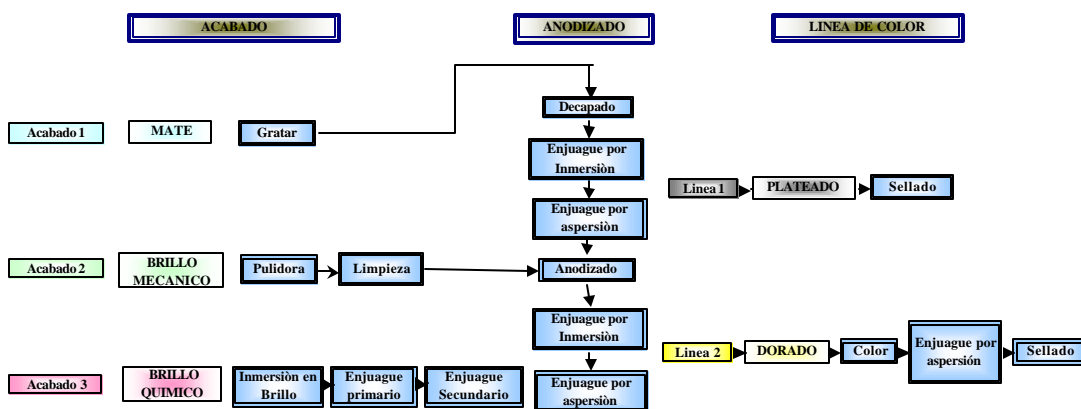 ACABADO
ANODIZADO
LINEA DE COLOR
Decapado
Acabado 1
MATE
Gratar
Enjuague por
Inmersiòn
Linea 1
PLATEADO
Sellado
Enjuague por
aspersiòn
Acabado 2
BRILLO
MECANICO
Pulidora
Limpieza
Anodizado
Enjuague por
Inmersiòn
Linea 2
DORADO
Color
Enjuague por
aspersión
Sellado
Acabado 3
BRILLO
QUIMICO
Inmersiòn en
Brillo
Enjuague
primario
Enjuague
Secundario
Enjuague por
aspersiòn